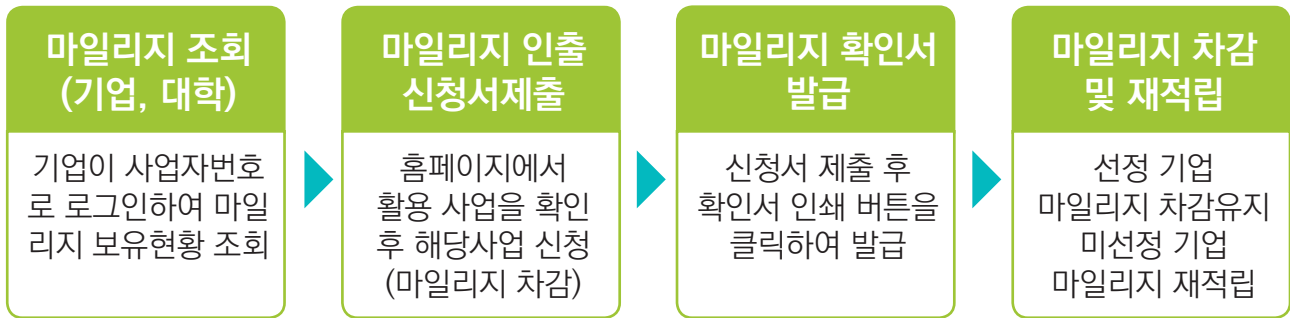 마일리지 조회
(기업, 대학)
기업이 사업자번호
로 로그인하여 마일
리지 보유현황 조회
마일리지 인출
신청서제출
홈페이지에서
활용 사업을 확인
후 해당사업 신청
(마일리지 차감)
마일리지 확인서
발급
신청서 제출 후
확인서 인쇄 버튼을
클릭하여 발급
마일리지 차감
및 재적립
선정 기업
마일리지 차감유지
미선정 기업
마일리지 재적립